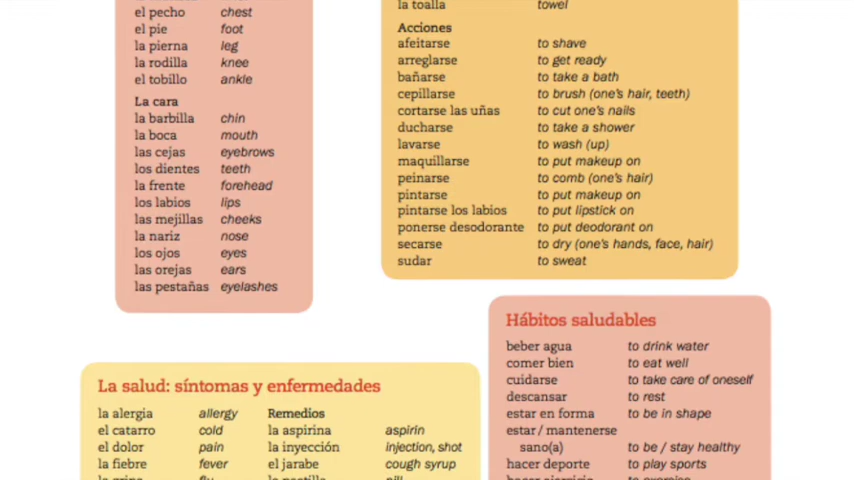 el pecho chest
el pie foot
la pierna leg
la rodilla knee
el tobillo ankle
La cara
la barbilla chin
la boca mouth
las cejas eyebrows
los dientes teeth
la frente forehead
los labios lips
las mejillas cheeks
la nariz nose
los ojos eyes
las orejas ears
las pestañas eyelashes
la toalla towel
Acciones
afeitarse to shave
arreglarse to get ready
bañarse to take a bath
cepillarse to brush (one's hair, teeth)
cortarse las uñas to cut one's nails
ducharse to take a shower
lavarse to wash (up)
maquillarse to put makeup on
peinarse to comb (one's hair)
pintarse to put makeup on
pintarse los labios to put lipstick on
ponerse desodorante to put deodorant on
secarse to dry (one's hands, face, hair)
sudar to sweat
La salud: síntomas y enfermedades
la alergia allergy
el catarro cold
el dolor pain
la fiebre fever
Remedios
la aspirina aspirin
la inyección injection, shot
el jarabe cough syrup
Hábitos saludables
beber agua to drink water
comer bien to eat well
cuidarse to take care of oneself
descansar to rest
estar en forma to be in shape
estar / mantenerse
sano(a) to be / stay healthy
hacer deporte to play sports